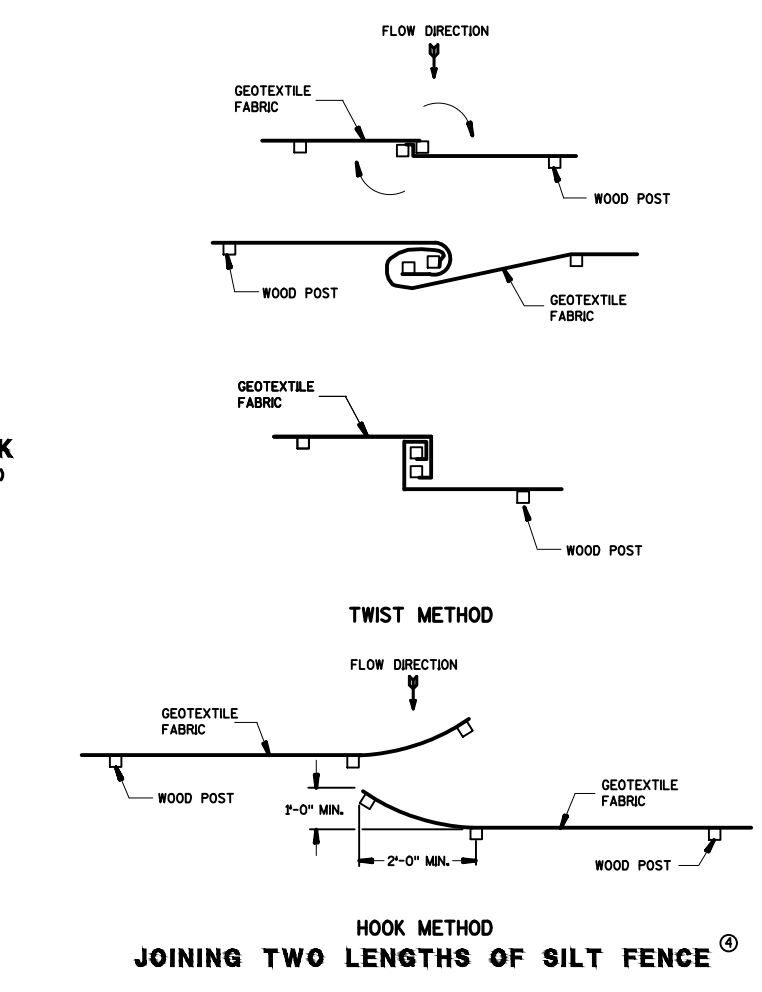 FLOW DIRECTION
GEOTEXTILE
FABRIC
WOOD POST
WOOD POST
GEOTEXTILE
FABRIC
GEOTEXTILE
FABRIC
K
WOOD POST
TWIST METHOD
FLOW DIRECTION
GEOTEXTILE
FABRIC
WOOD POST
GEOTEXTILE
FABRIC
1'-0" MIN.
2'-0" MIN.
WOOD POST
HOOK METHOD
JOINING TWO LENGTHS OF SILT FENCE ④